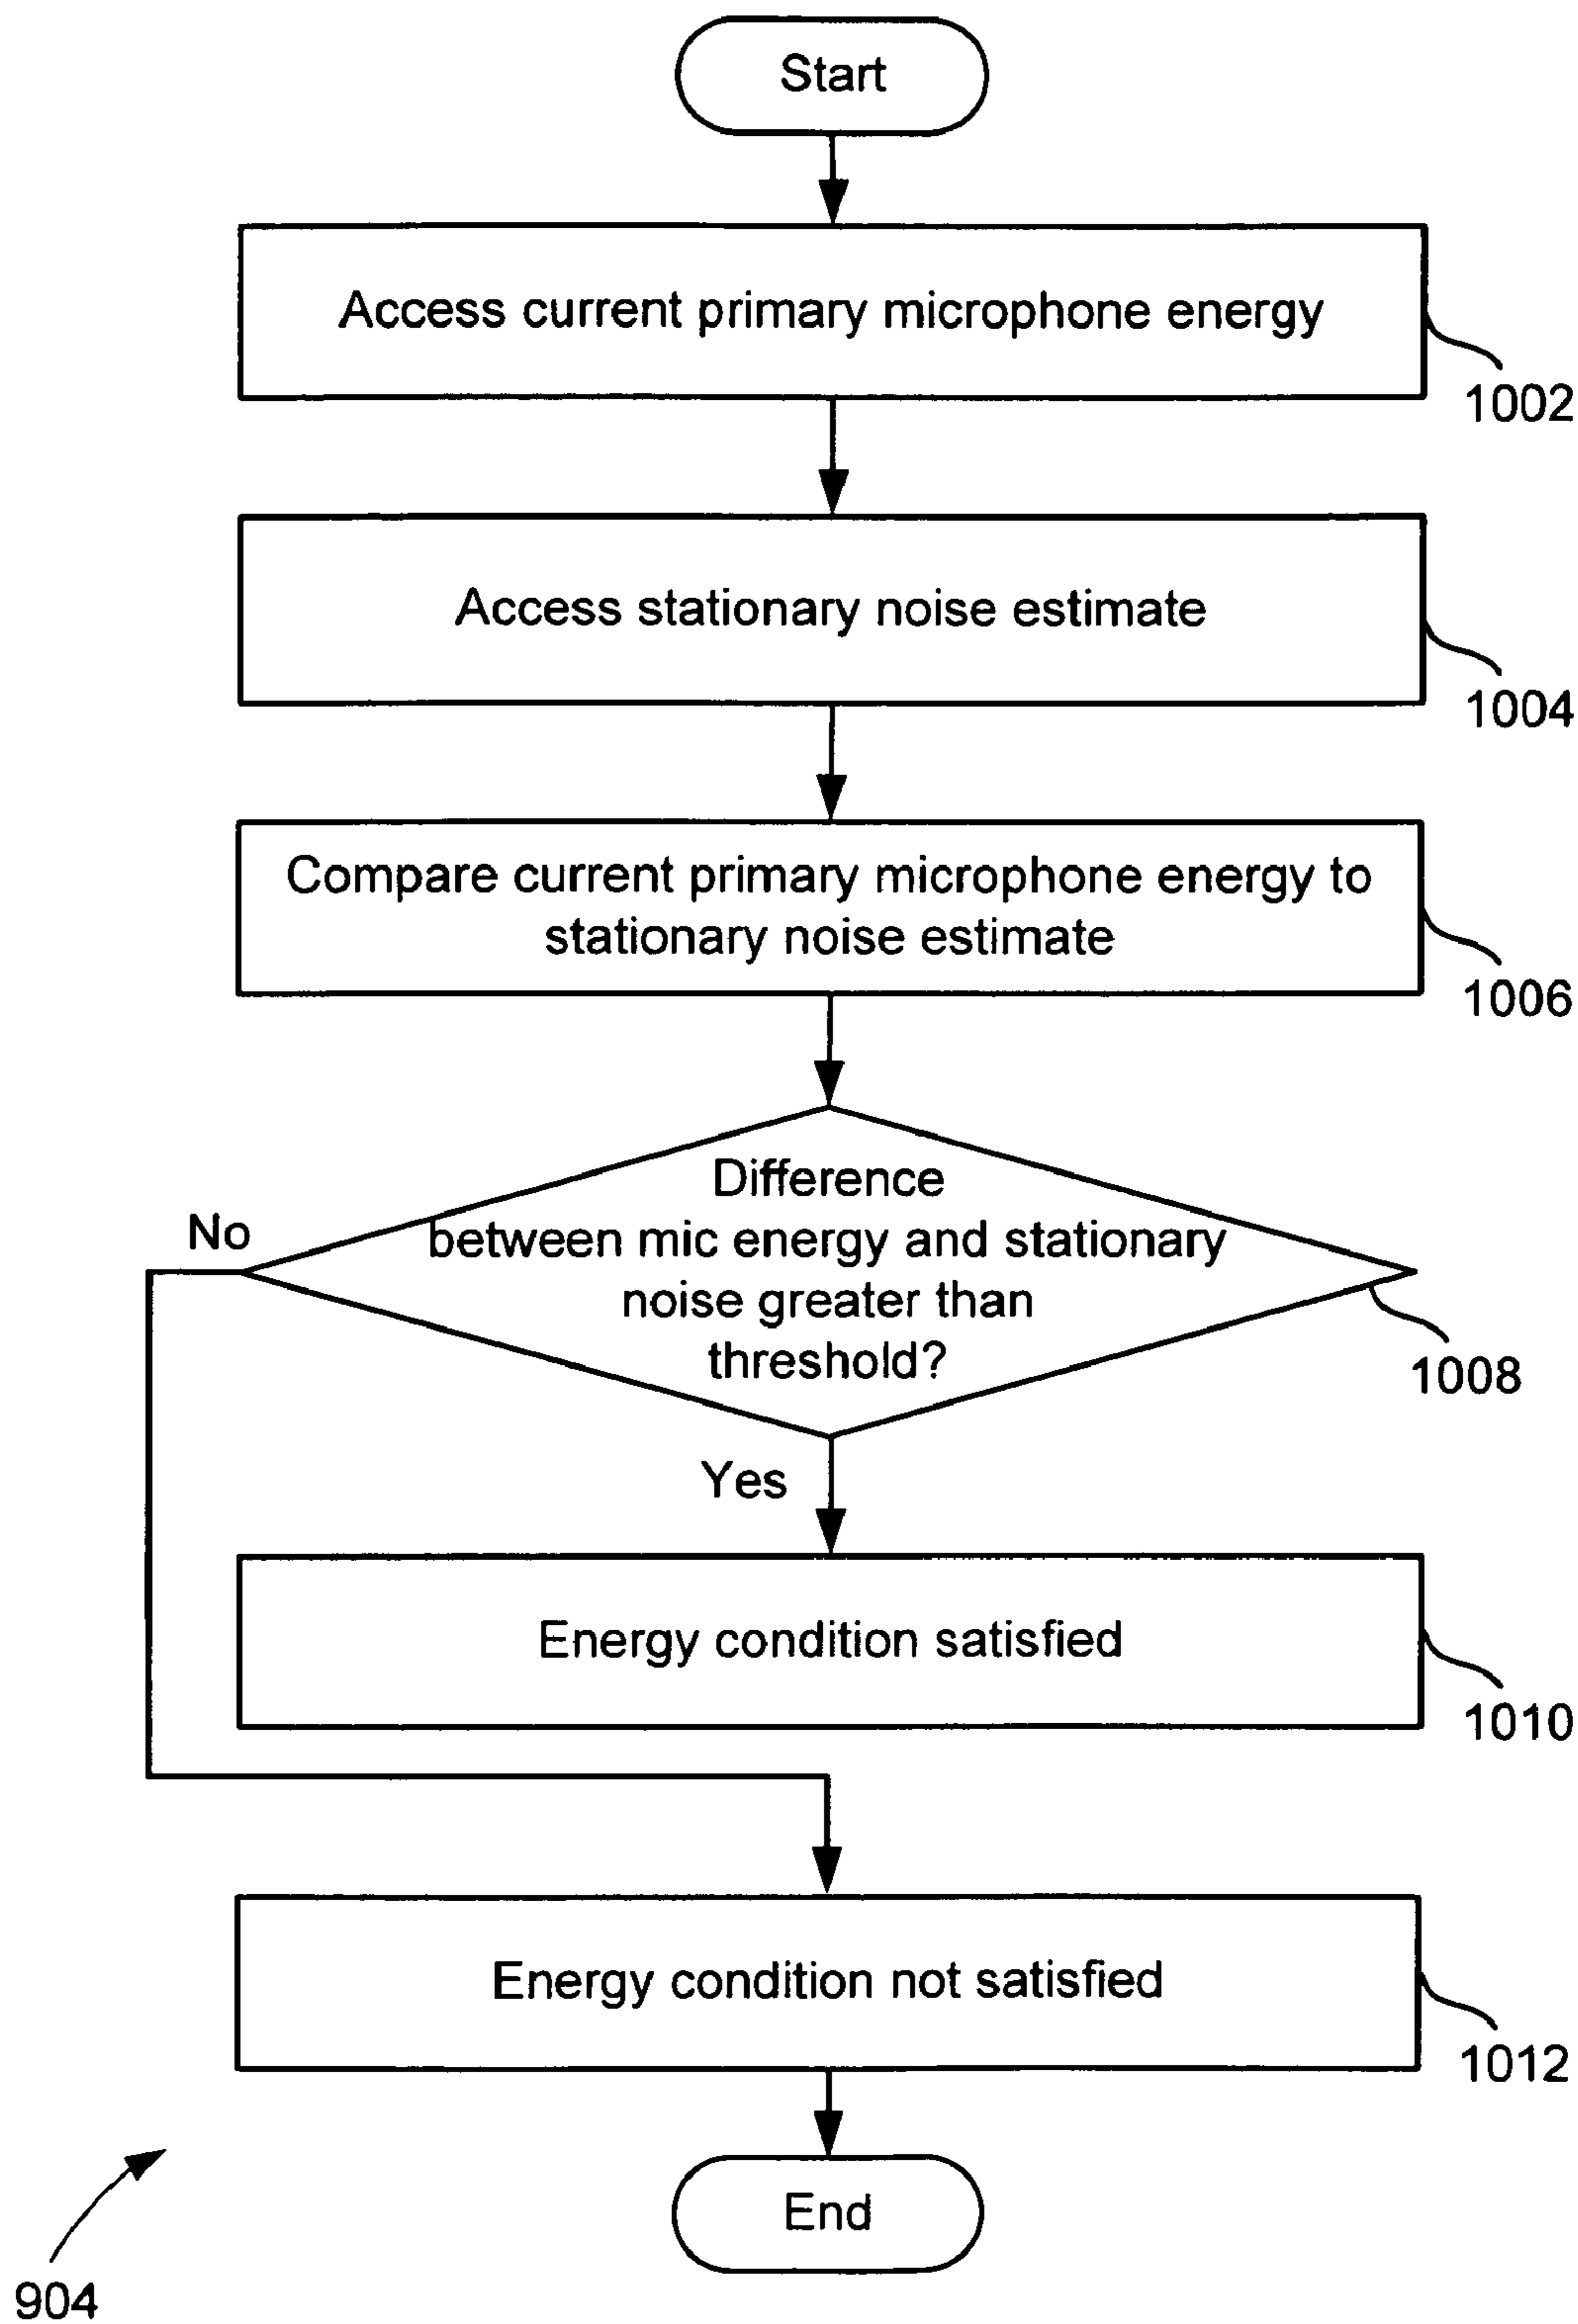 Start
Access current primary microphone energy
1002
Access stationary noise estimate
1004
Compare current primary microphone energy to
stationary noise estimate
1006
Difference
between mic energy and stationary
noise greater than
threshold?
No
1008
Yes
Energy condition satisfied
1010
Energy condition not satisfied
1012
End
904